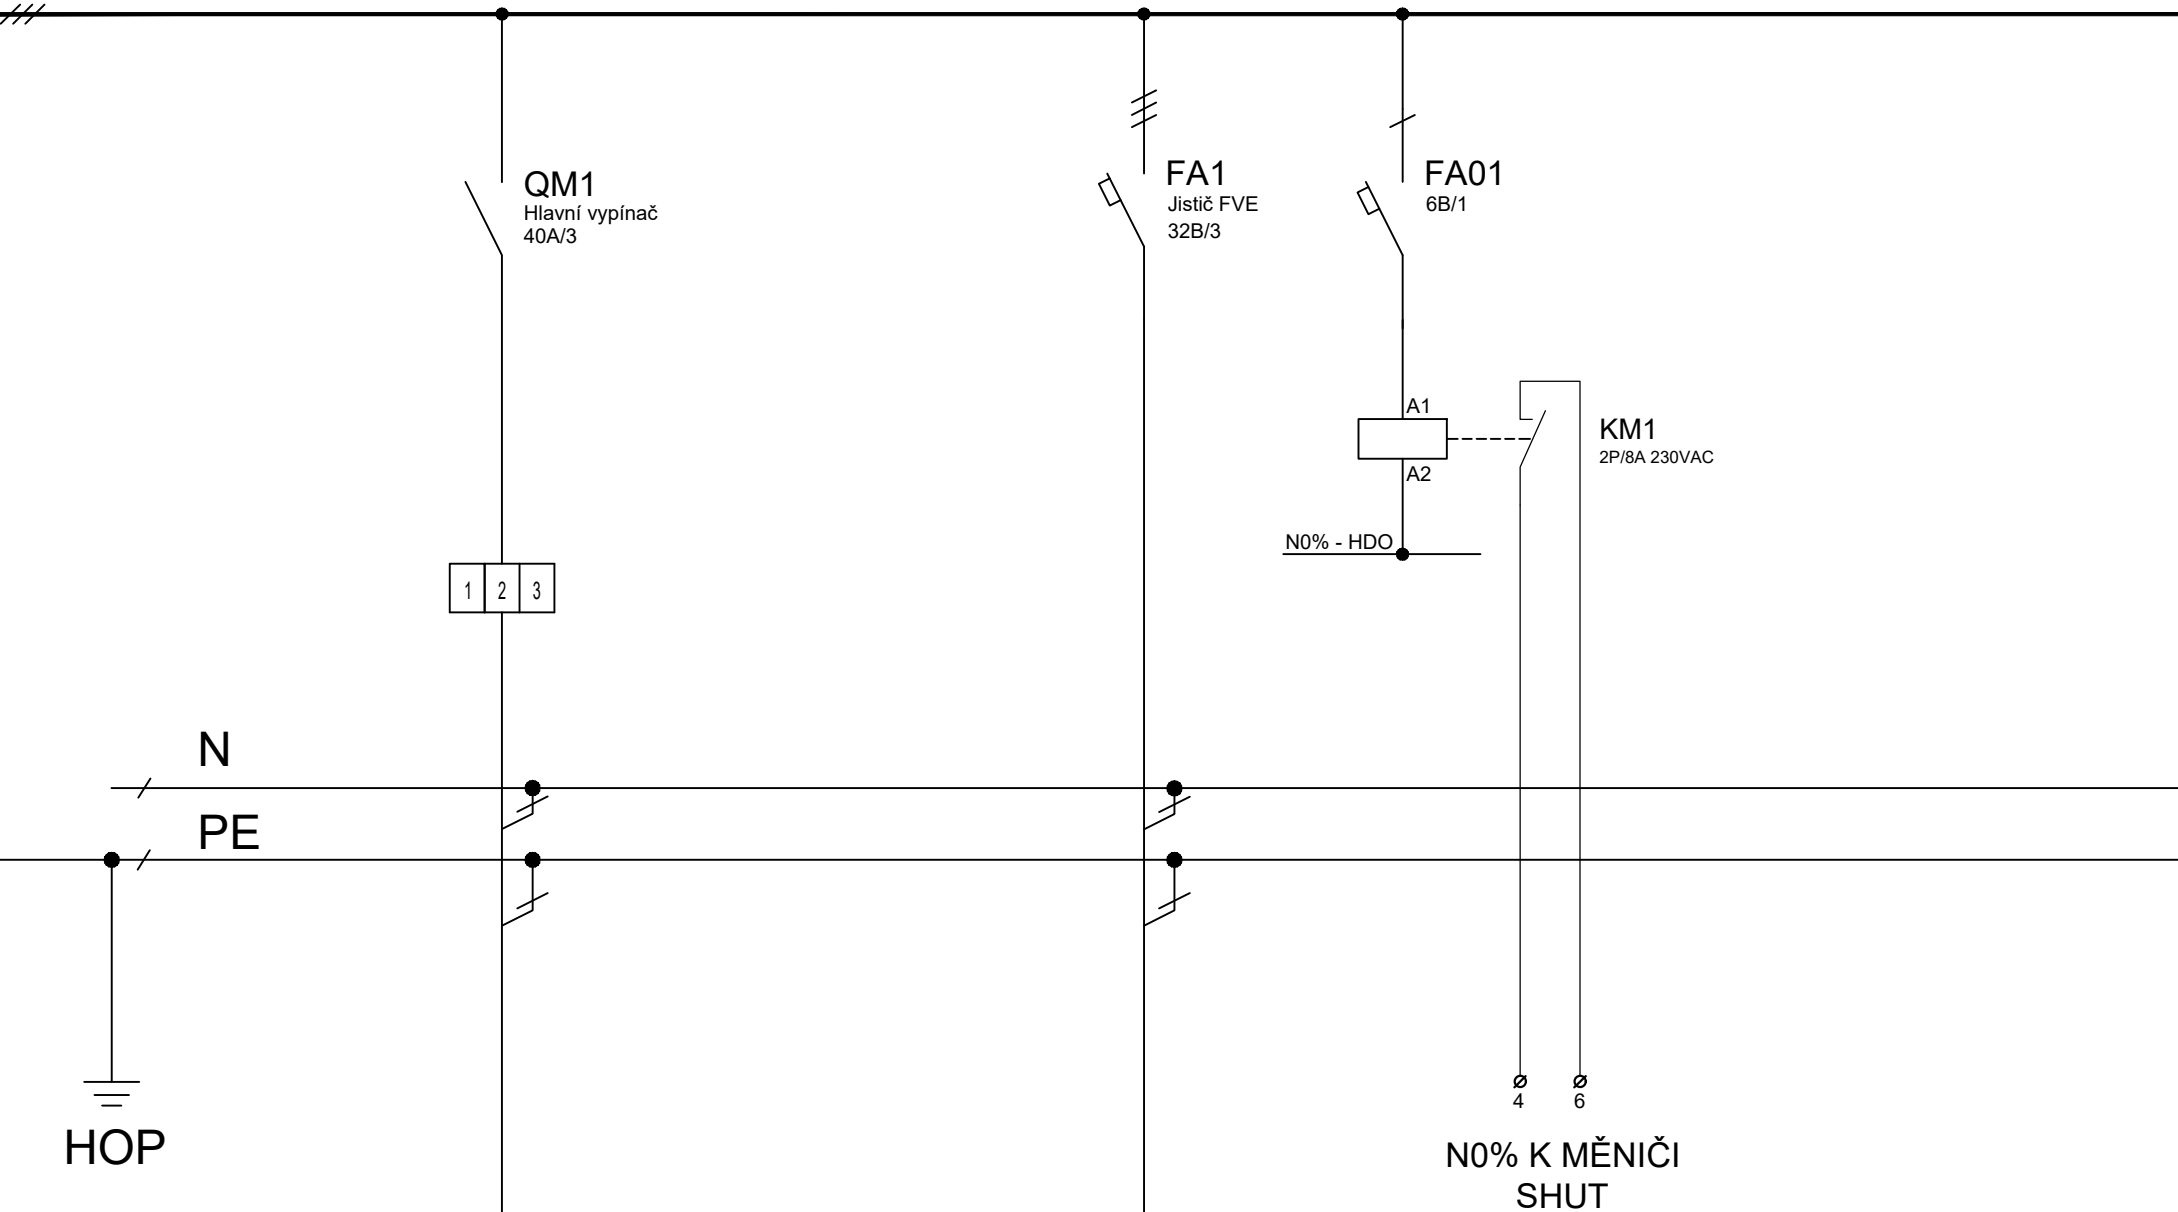 QM1
Hlavní vypínač
40A/3
FA1
Jistič FVE
32B/3
FA01
6B/1
A1
A2
KM1
2P/8A 230VAC
N0% - HDO
1 2 3
N
PE
HOP
4 6
N0% K MĚNIČI
SHUT